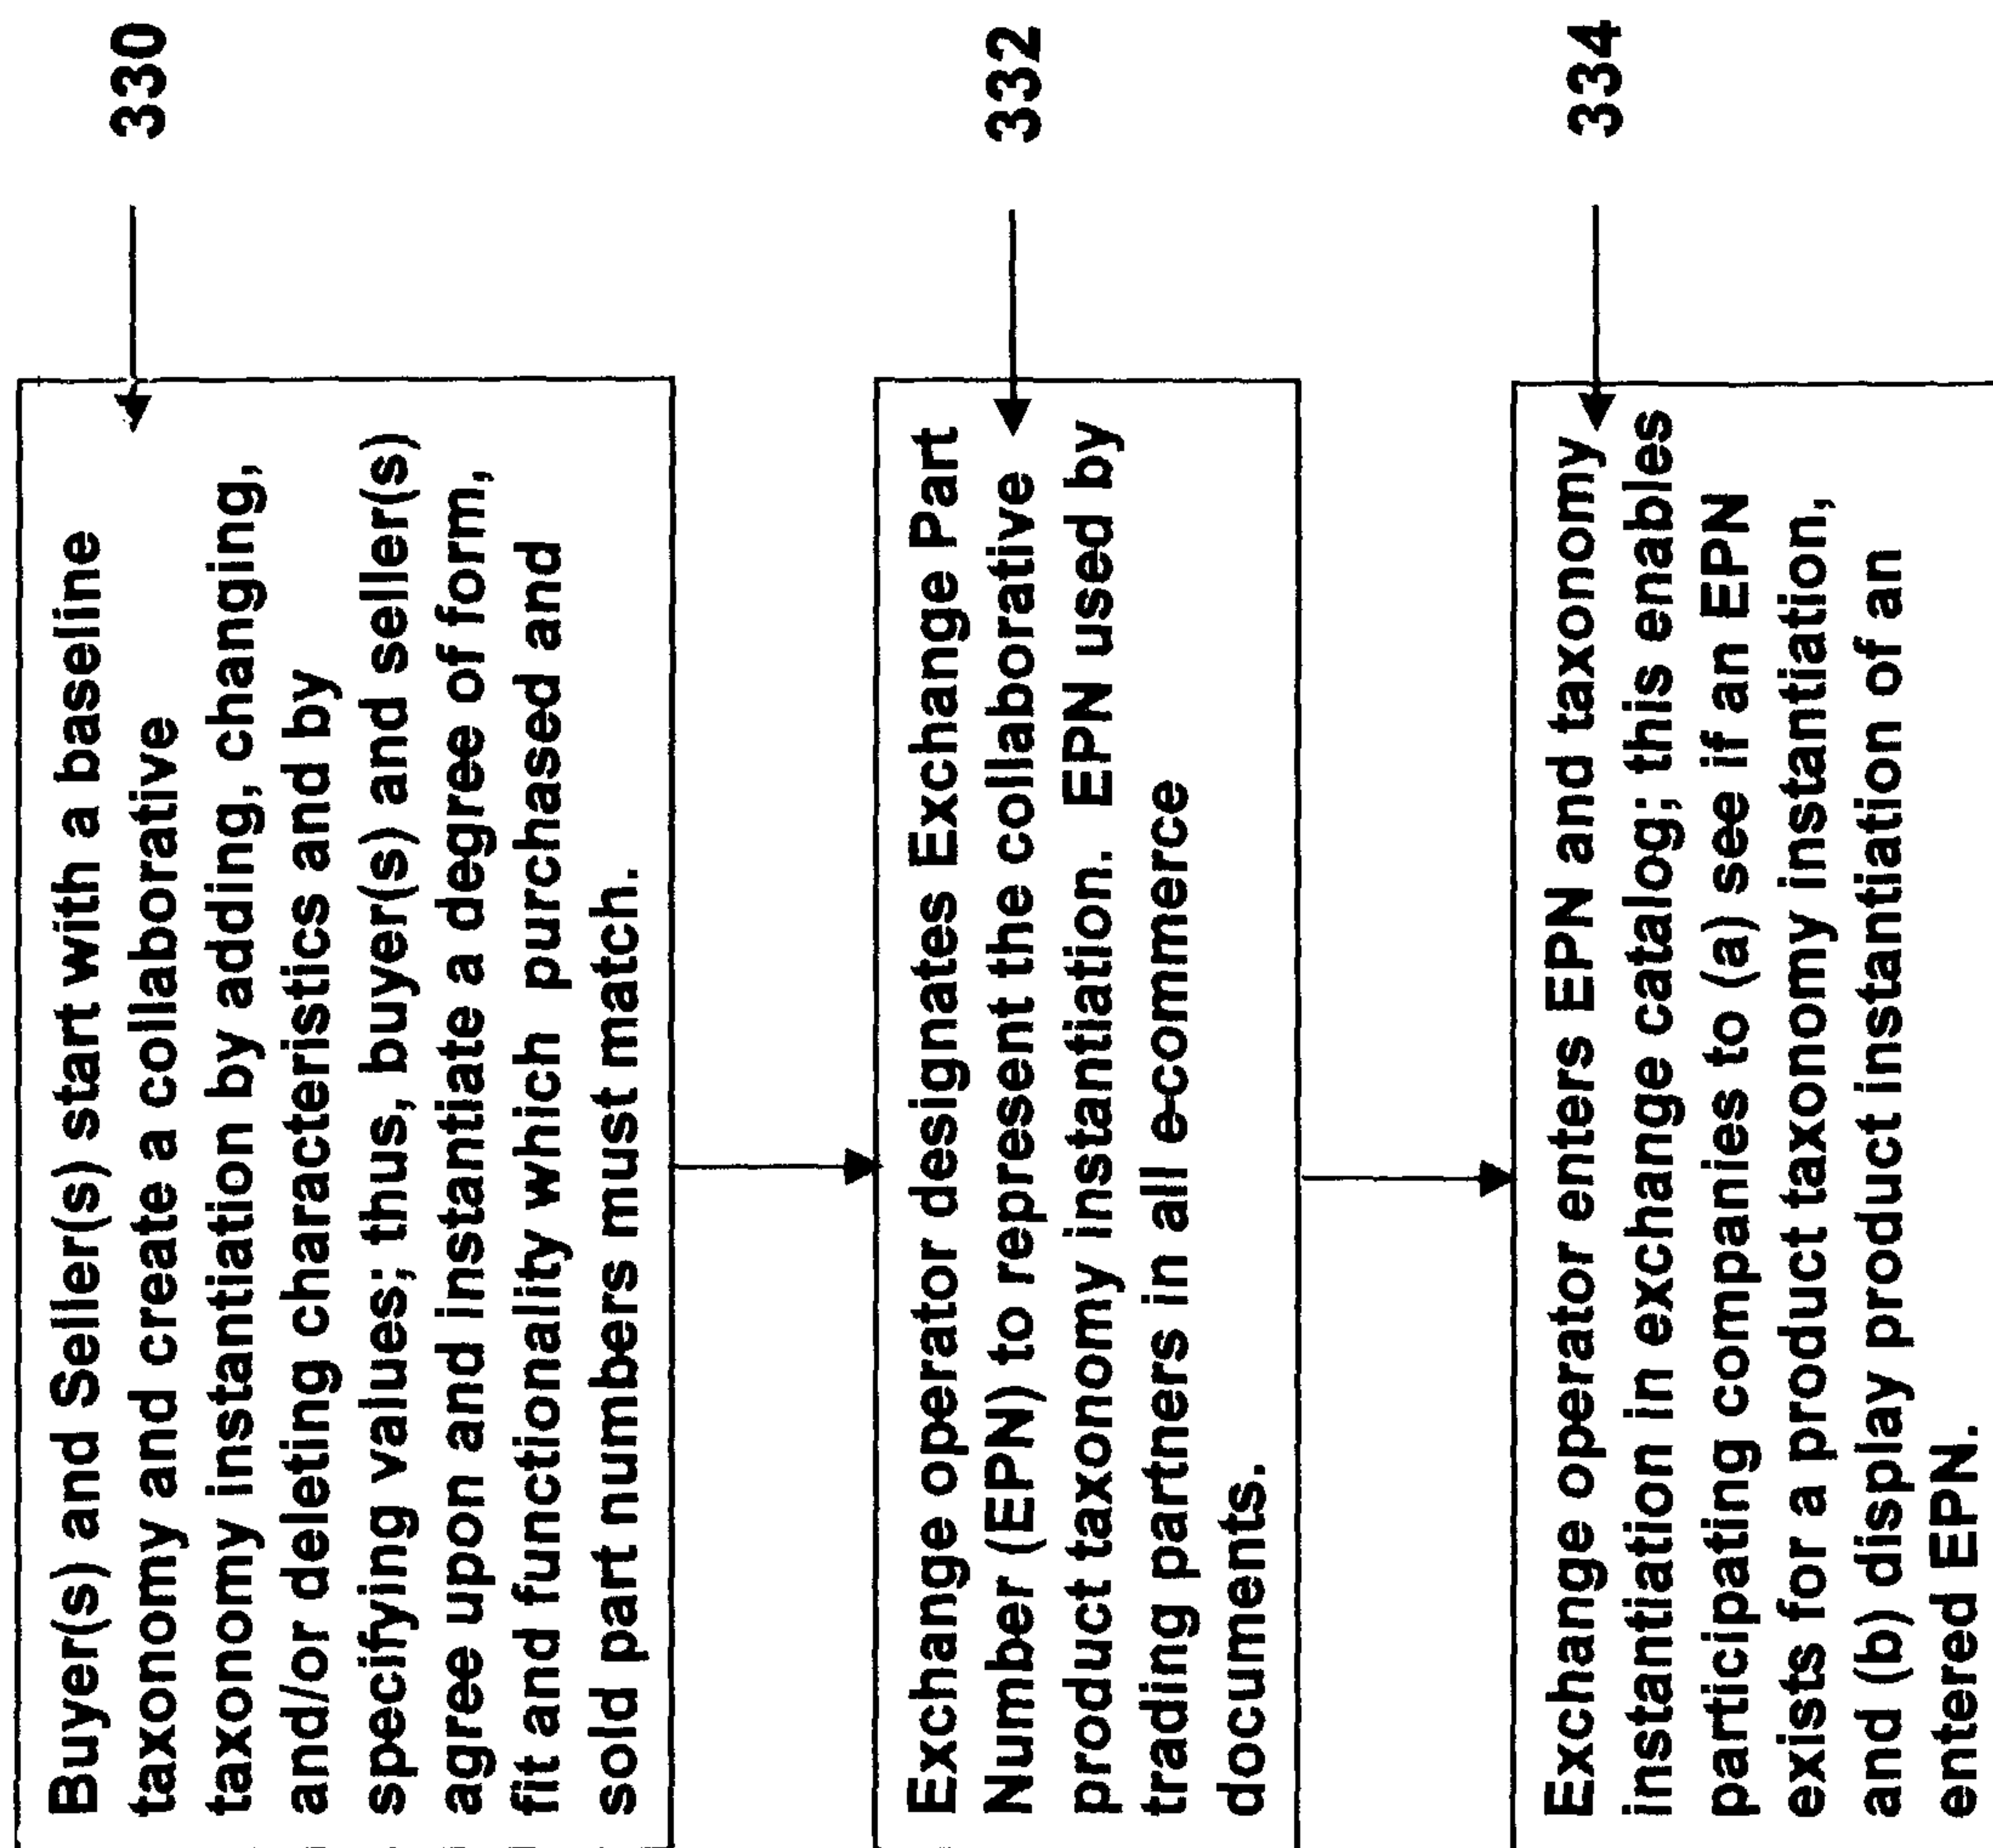 Buyer(s) and Seller(s) start with a baseline
taxonomy and create a collaborative
taxonomy instantiation by adding, changing,
and/or deleting characteristics and by
specifying values; thus, buyer(s) and seller(s)
agree upon and instantiate a degree of form,
fit and functionality which purchased and
sold part numbers must match.
330
Exchange operator designates Exchange Part
Number (EPN) to represent the collaborative
product taxonomy instantiation. EPN used by
trading partners in all e-commerce
documents.
332
Exchange operator enters EPN and taxonomy
instantiation in exchange catalog; this enables
participating companies to (a) see if an EPN
exists for a product taxonomy instantiation,
and (b) display product instantiation of an
entered EPN.
334